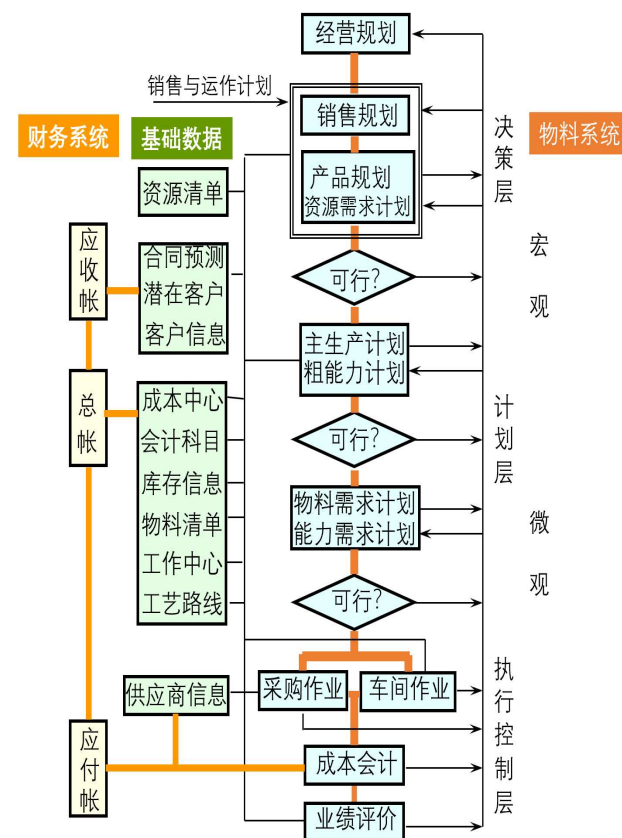 经营规划
销售与运作计划
销售规划
财务系统
基础数据
物料系统
决策层
产品规划
资源需求计划
资源清单
应收帐
合同预测
潜在客户
客户信息
可行?
宏观
主生产计划
粗能力计划
总帐
成本中心
会计科目
库存信息
物料清单
工作中心
工艺路线
可行?
计划层
物料需求计划
能力需求计划
微观
可行?
供应商信息
采购作业
车间作业
执行控制层
应付帐
成本会计
业绩评价